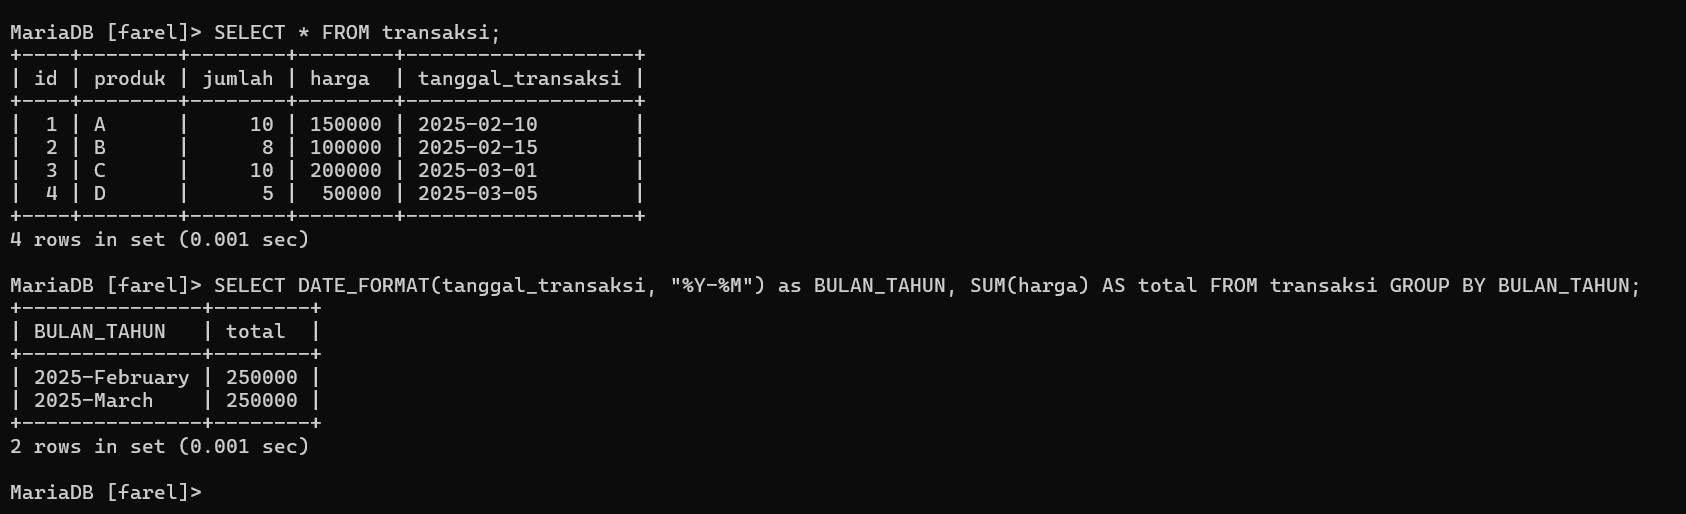 MariaDB [farel]> SELECT * FROM transaksi;
+----+--------+--------+--------+-------------------+
| id | produk | jumlah | harga  | tanggal_transaksi |
+----+--------+--------+--------+-------------------+
|  1 | A      |     10 | 150000 | 2025-02-10        |
|  2 | B      |      8 | 100000 | 2025-02-15        |
|  3 | C      |     10 | 200000 | 2025-03-01        |
|  4 | D      |      5 |  50000 | 2025-03-05        |
+----+--------+--------+--------+-------------------+
4 rows in set (0.001 sec)
MariaDB [farel]> SELECT DATE_FORMAT(tanggal_transaksi, "%Y-%M") as BULAN_TAHUN, SUM(harga) AS total FROM transaksi GROUP BY BULAN_TAHUN;
+---------------+--------+
| BULAN_TAHUN   | total  |
+---------------+--------+
| 2025-February | 250000 |
| 2025-March    | 250000 |
+---------------+--------+
2 rows in set (0.001 sec)
MariaDB [farel]>